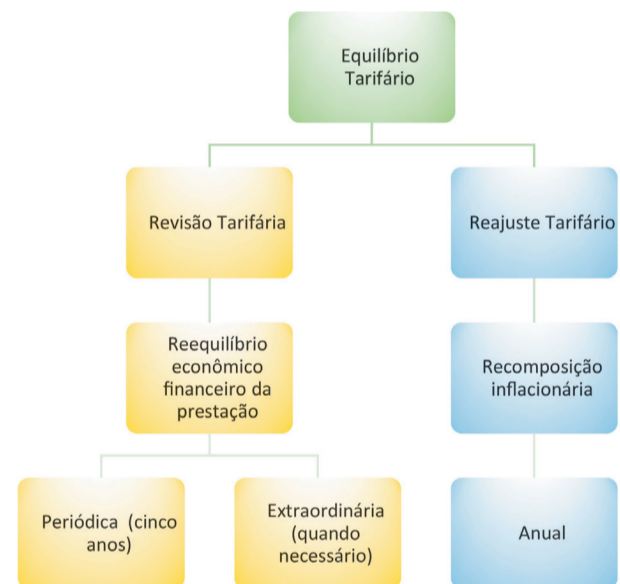 Equilíbrio
Tarifário
Revisão Tarifária
Reajuste Tarifário
Reequilíbrio
econômico
financeiro da
prestação
Recomposição
inflacionária
Periódica (cinco
anos)
Extraordinária
(quando
necessário)
Anual